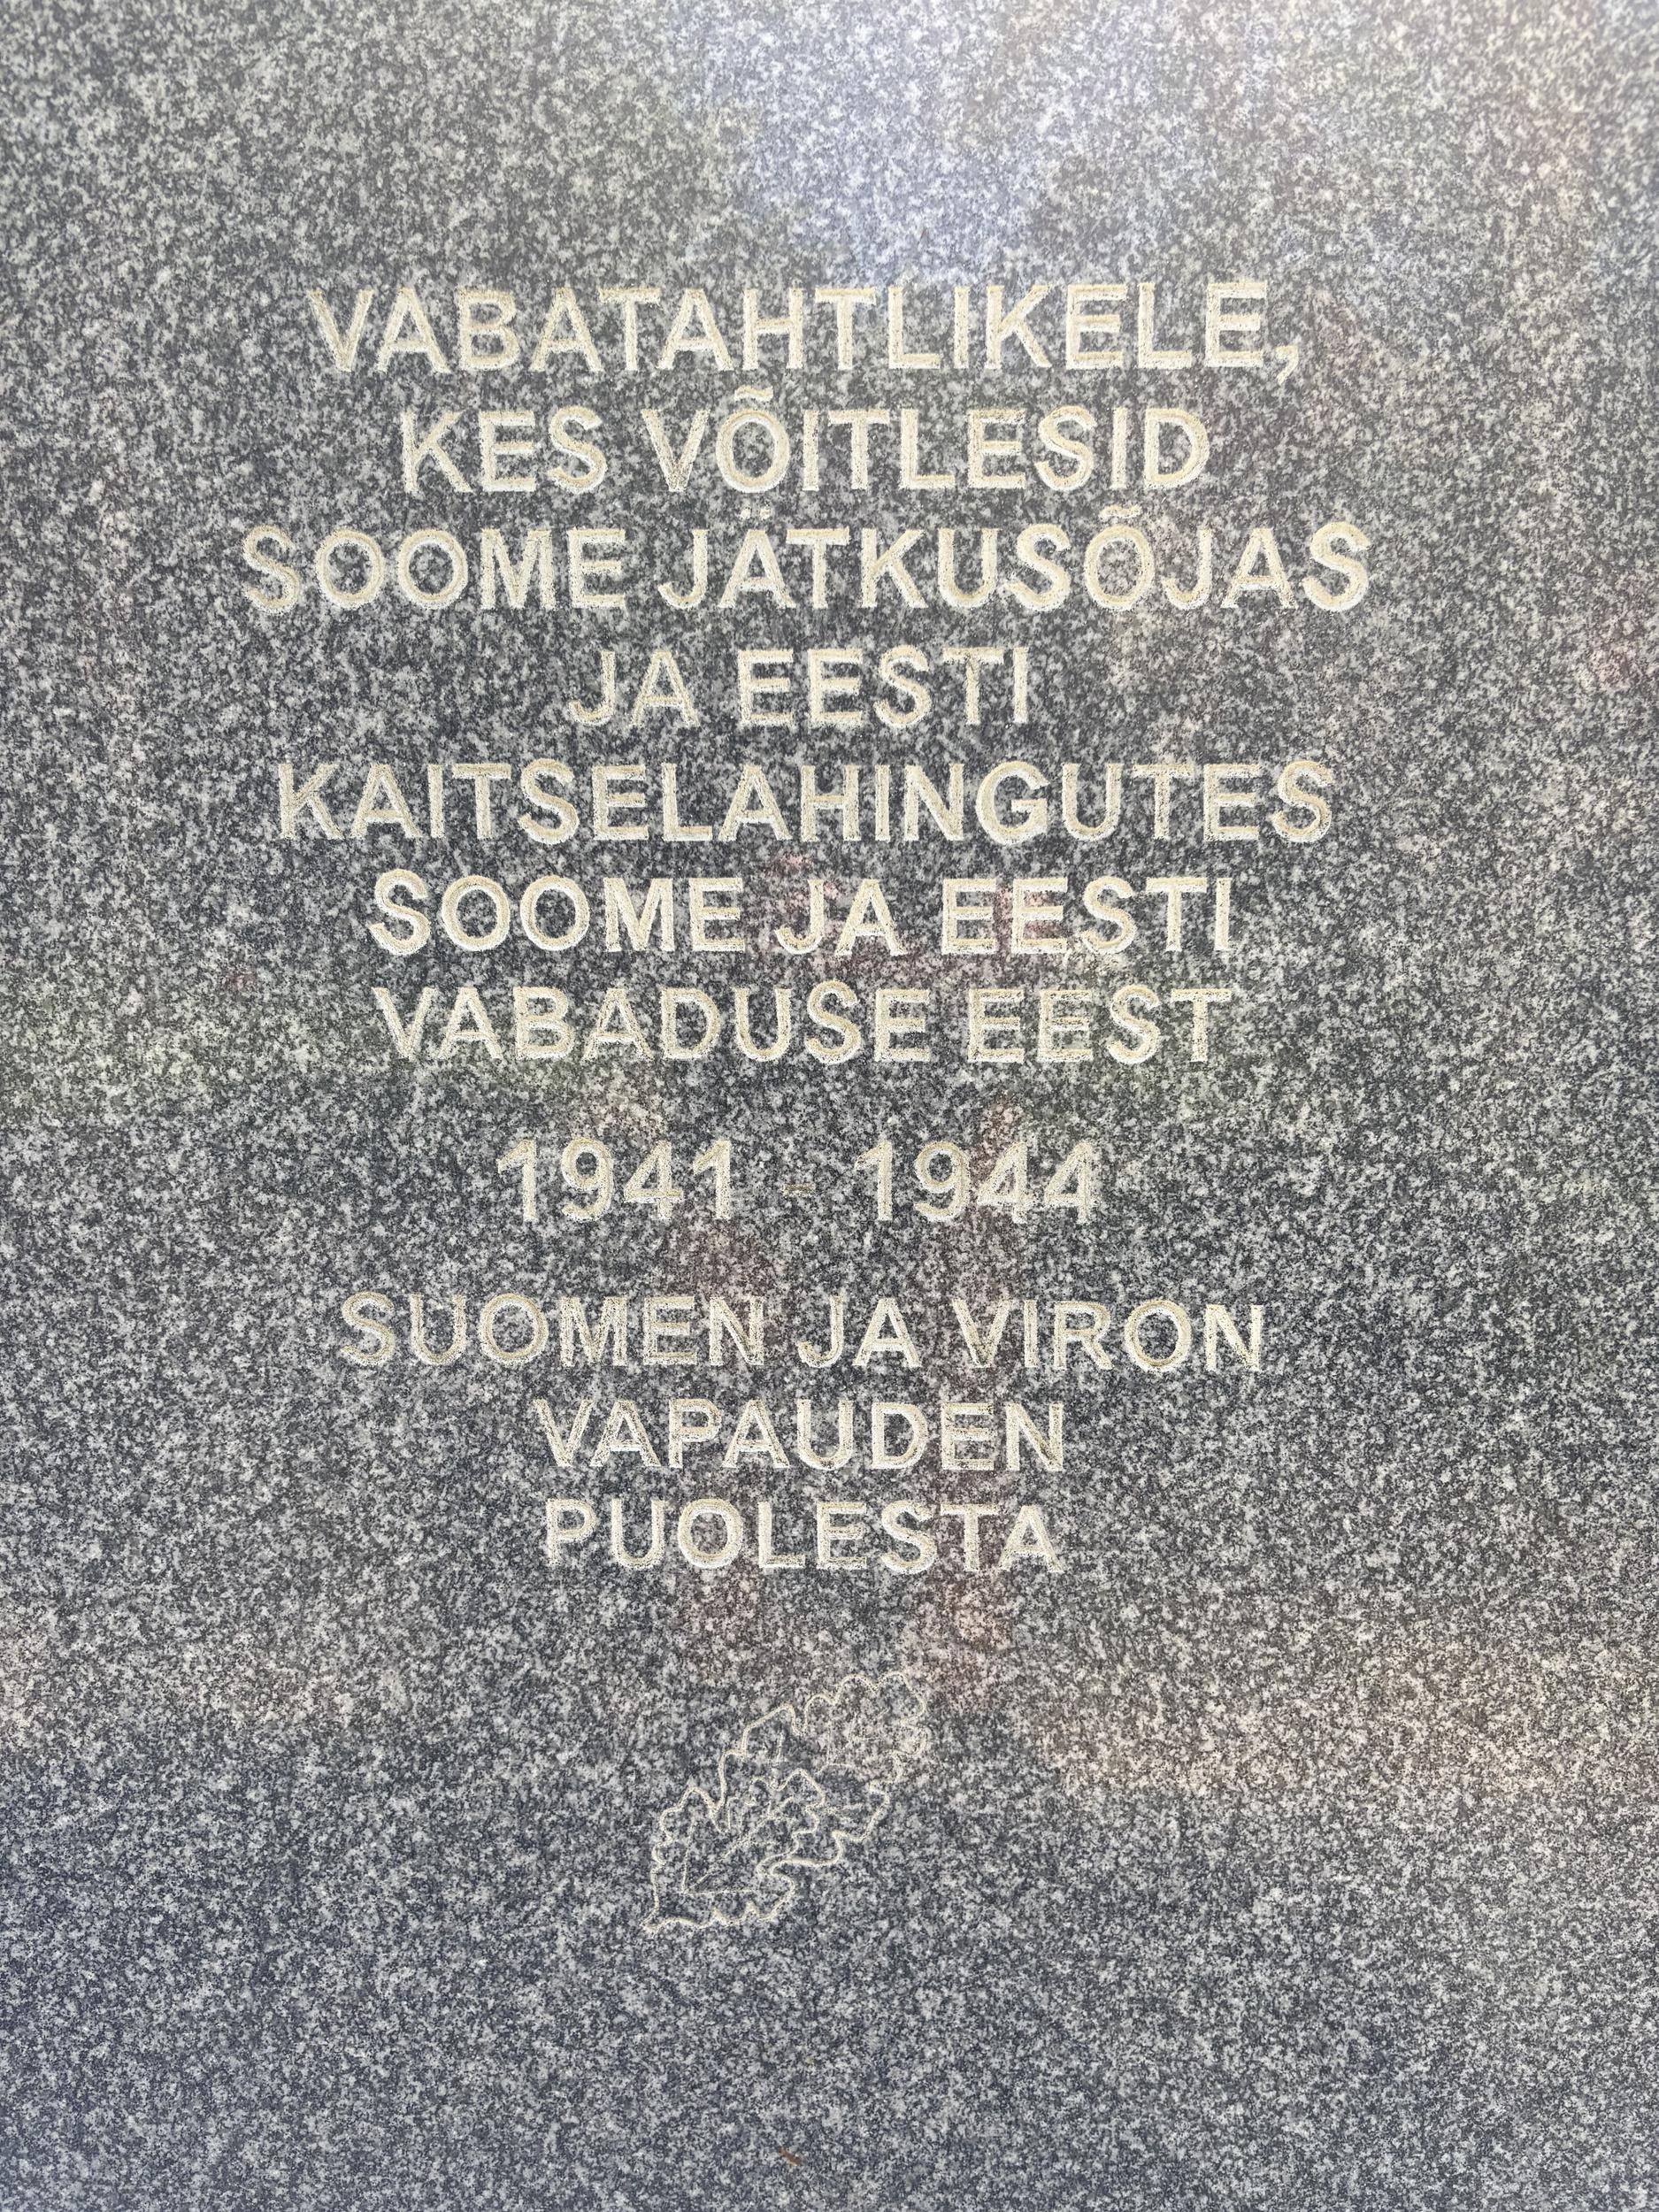 VABATAHTLIKELE,
KES VÕITLESID
SOOME JÄTKUSÕJAS
JA EESTI
KAITSELAHINGUTES
SOOME JA EESTI
VABADUSE EEST
1941 - 1944
SUOMEN JA VIRON
VAPAUDEN
PUOLESTA